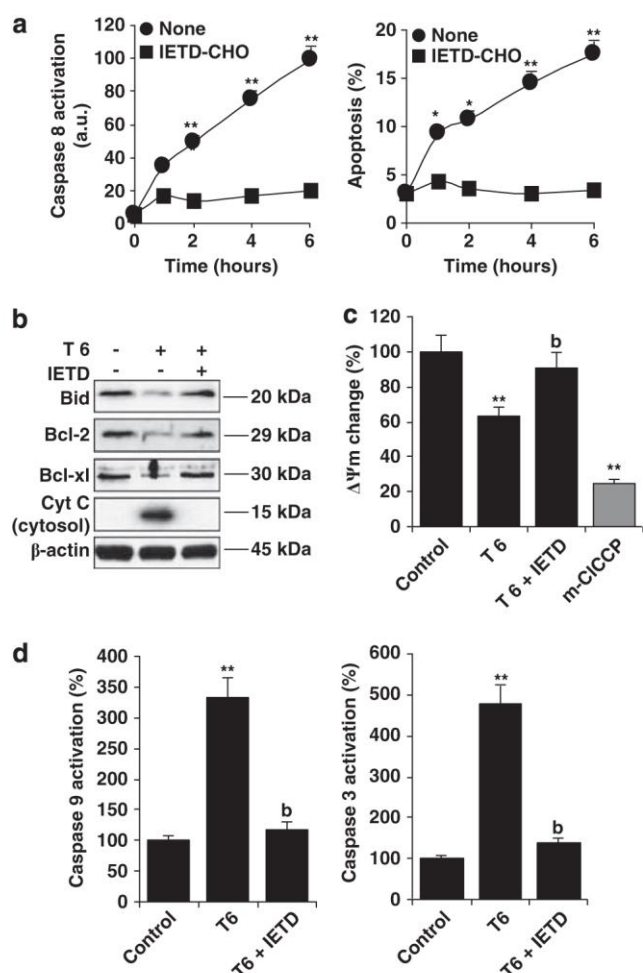 a
None
IETD-CHO
Caspase 8 activation
(a.u.)
120
100
80
60
40
20
0
**
**
**
0 2 4 6
Time (hours)
None
IETD-CHO
Apoptosis (%)
20
15
10
5
0
*
*
**
**
0 2 4 6
Time (hours)
b
T 6 - + +
IETD - - +
Bid 20 kDa
Bcl-2 29 kDa
Bcl-xl 30 kDa
Cyt C
(cytosol) 15 kDa
β-actin 45 kDa
c
ΔΨm change (%)
120
100
80
60
40
20
0
**
b
**
Control
T 6
T 6 + IETD
m-ClCCP
d
Caspase 9 activation (%)
400
350
300
250
200
150
100
50
0
**
b
Control
T6
T6 + IETD
Caspase 3 activation (%)
600
500
400
300
200
100
0
**
b
Control
T6
T6 + IETD